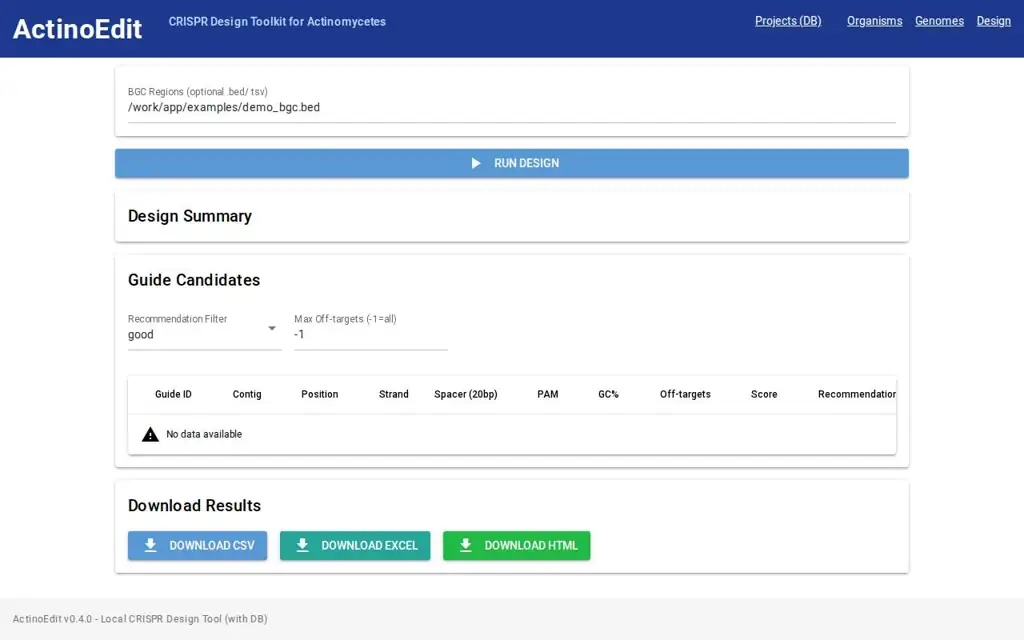 ActinoEdit
CRISPR Design Toolkit for Actinomycetes
Projects (DB) Organisms Genomes Design
BGC Regions (optional .bed/.tsv)
/work/app/examples/demo_bgc.bed
RUN DESIGN
Design Summary
Guide Candidates
Recommendation Filter
good
Max Off-targets (-1=all)
-1
Guide ID Contig Position Strand Spacer (20bp) PAM GC% Off-targets Score Recommendation
No data available
Download Results
DOWNLOAD CSV DOWNLOAD EXCEL DOWNLOAD HTML
ActinoEdit v0.4.0 - Local CRISPR Design Tool (with DB)